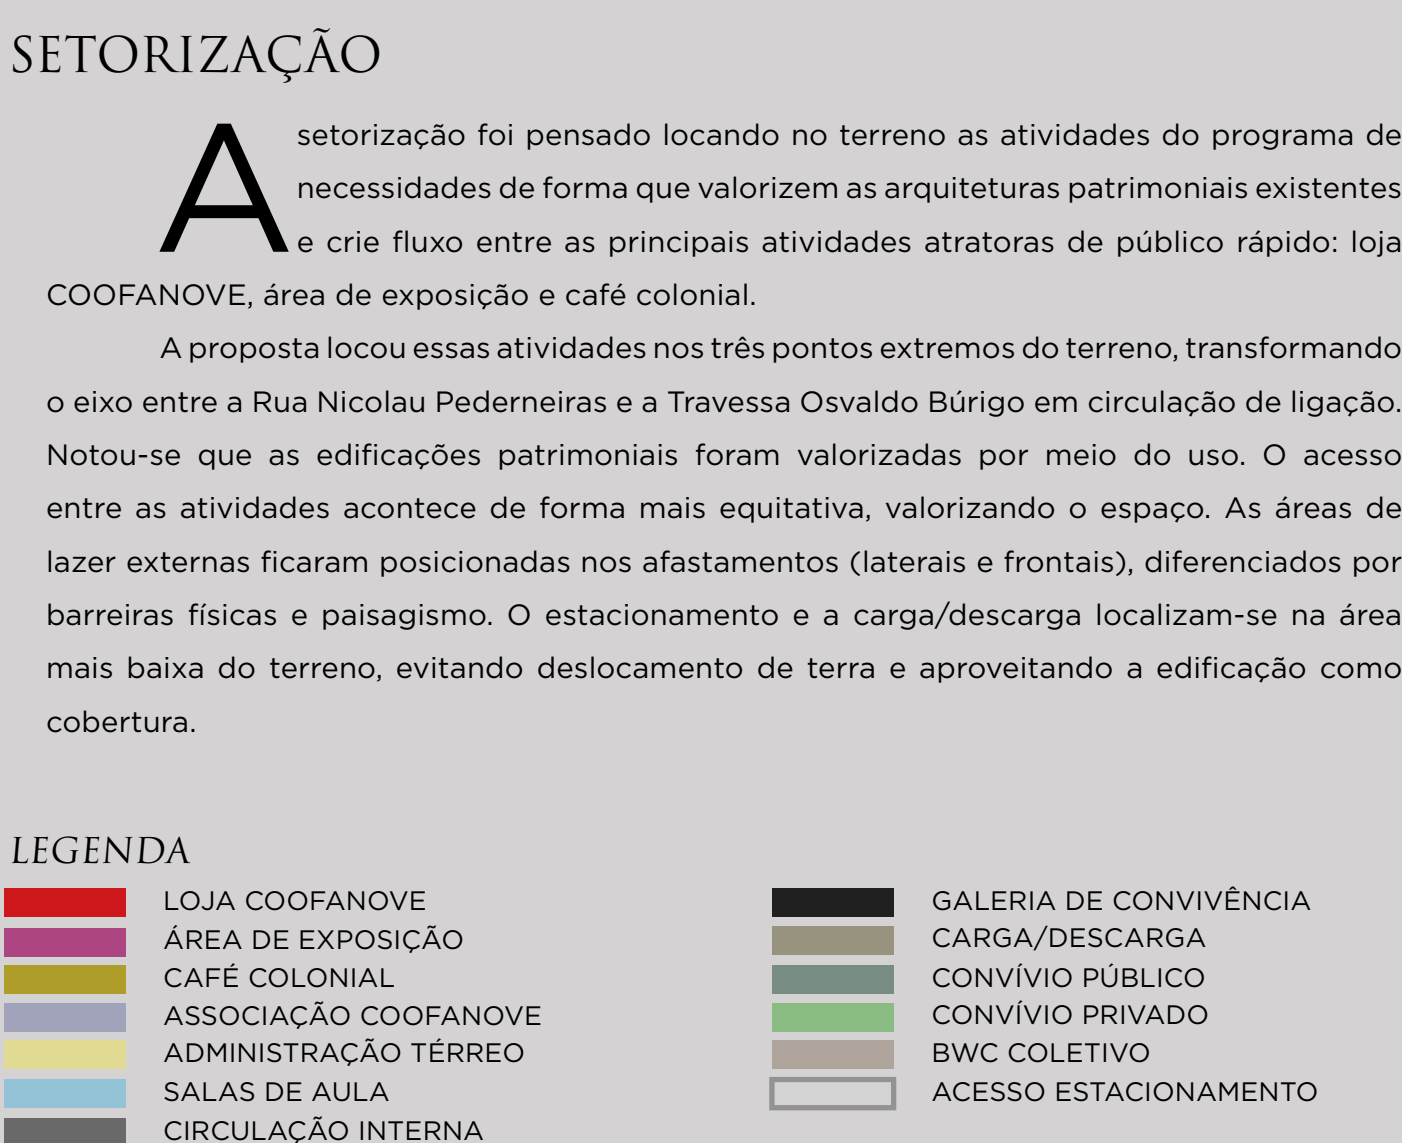 SETORIZAÇÃO
A setorização foi pensado locando no terreno as atividades do programa de
necessidades de forma que valorizem as arquiteturas patrimoniais existentes
e crie fluxo entre as principais atividades atratoras de público rápido: loja
COOFANOVE, área de exposição e café colonial.
A proposta locou essas atividades nos três pontos extremos do terreno, transformando
o eixo entre a Rua Nicolau Pederneiras e a Travessa Osvaldo Búrigo em circulação de ligação.
Notou-se que as edificações patrimoniais foram valorizadas por meio do uso. O acesso
entre as atividades acontece de forma mais equitativa, valorizando o espaço. As áreas de
lazer externas ficaram posicionadas nos afastamentos (laterais e frontais), diferenciados por
barreiras físicas e paisagismo. O estacionamento e a carga/descarga localizam-se na área
mais baixa do terreno, evitando deslocamento de terra e aproveitando a edificação como
cobertura.
LEGENDA
LOJA COOFANOVE
ÁREA DE EXPOSIÇÃO
CAFÉ COLONIAL
ASSOCIAÇÃO COOFANOVE
ADMINISTRAÇÃO TÉRREO
SALAS DE AULA
CIRCULAÇÃO INTERNA
GALERIA DE CONVIVÊNCIA
CARGA/DESCARGA
CONVÍVIO PÚBLICO
CONVÍVIO PRIVADO
BWC COLETIVO
ACESSO ESTACIONAMENTO